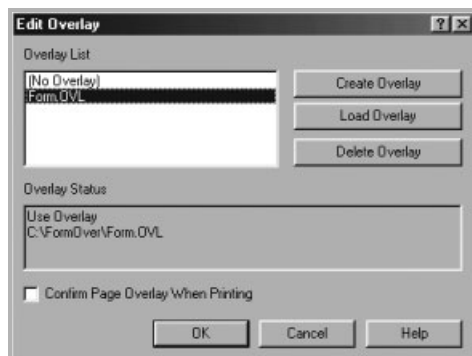 Edit Overlay
Overlay List
(No Overlay)
Form.OVL
Create Overlay
Load Overlay
Delete Overlay
Overlay Status
Use Overlay
C:\FormOver\Form.OVL
Confirm Page Overlay When Printing
OK Cancel Help